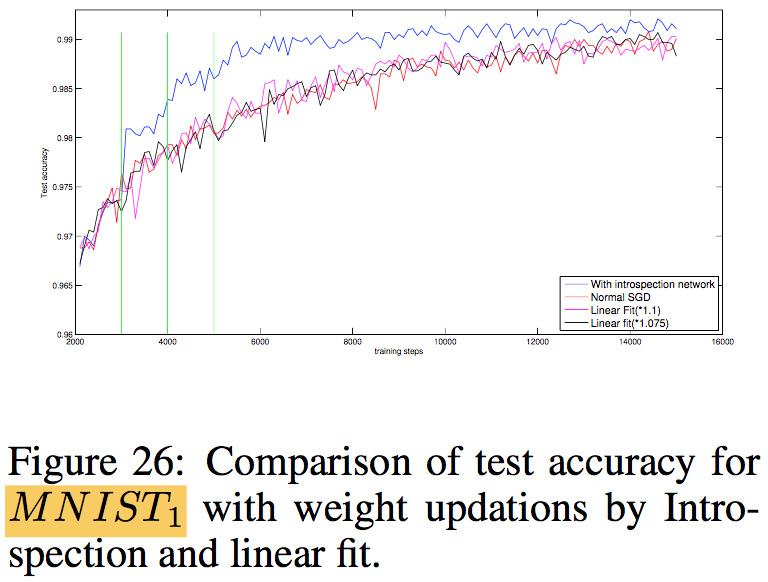 0.99
0.985
0.98
0.975
0.97
0.965
0.96
Test accuracy
2000 4000 6000 8000 10000 12000 14000 16000
training steps
With introspection network
Normal SGD
Linear Fit(*1.1)
Linear fit(*1.075)
Figure 26: Comparison of test accuracy for
MNIST1 with weight updations by Intro-
spection and linear fit.